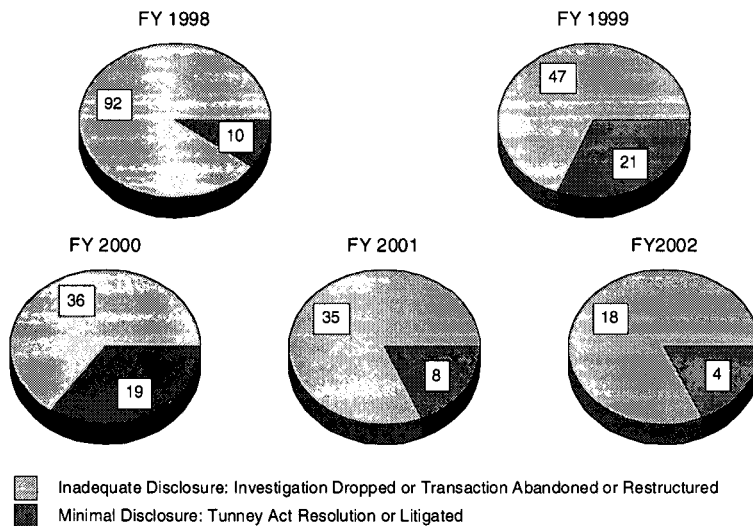 FY 1998
FY 1999
92
10
47
21
FY 2000
FY 2001
FY2002
36
19
35
8
18
4
Inadequate Disclosure: Investigation Dropped or Transaction Abandoned or Restructured
Minimal Disclosure: Tunney Act Resolution or Litigated